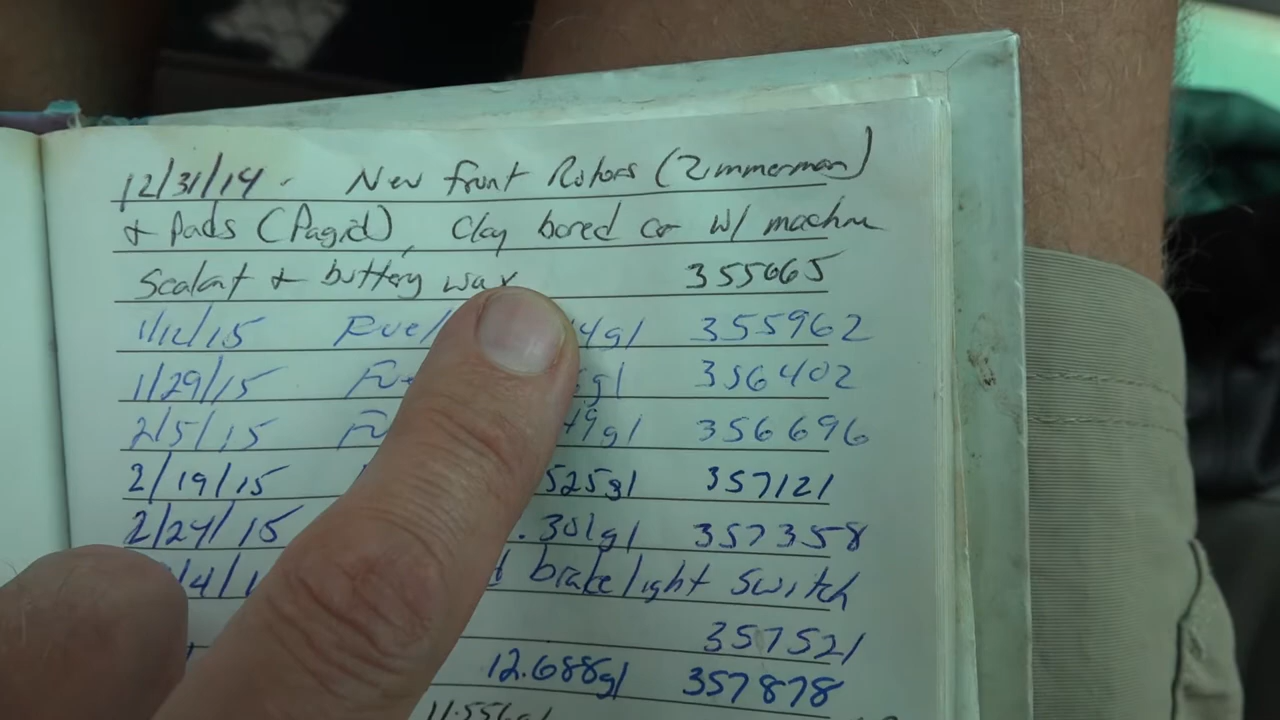 12/31/14. New front Rotors (Zimmerman)
& Pads (Pagid), Clay bored car w/ machine
Sealant & buttery wax 355665
1/12/15 Fuel 355962
1/29/15 356402
2/5/15 356696
2/19/15 357121
2/24/15 .301gl 357358
brakelight switch
357521
12.688gl 357878